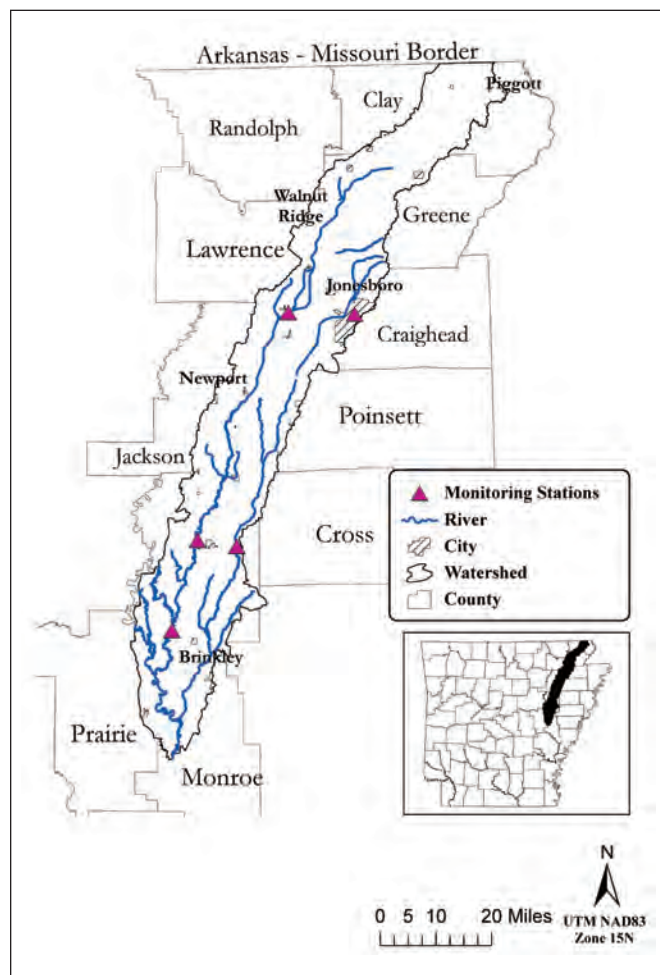 Arkansas - Missouri Border
Piggott
Clay
Randolph
Walnut
Ridge
Greene
Lawrence
Jonesboro
Craighead
Newport
Poinsett
Jackson
Monitoring Stations
River
City
Watershed
County
Cross
Brinkley
Prairie
Monroe
N
0 5 10 20 Miles
UTM NAD83
Zone 15N